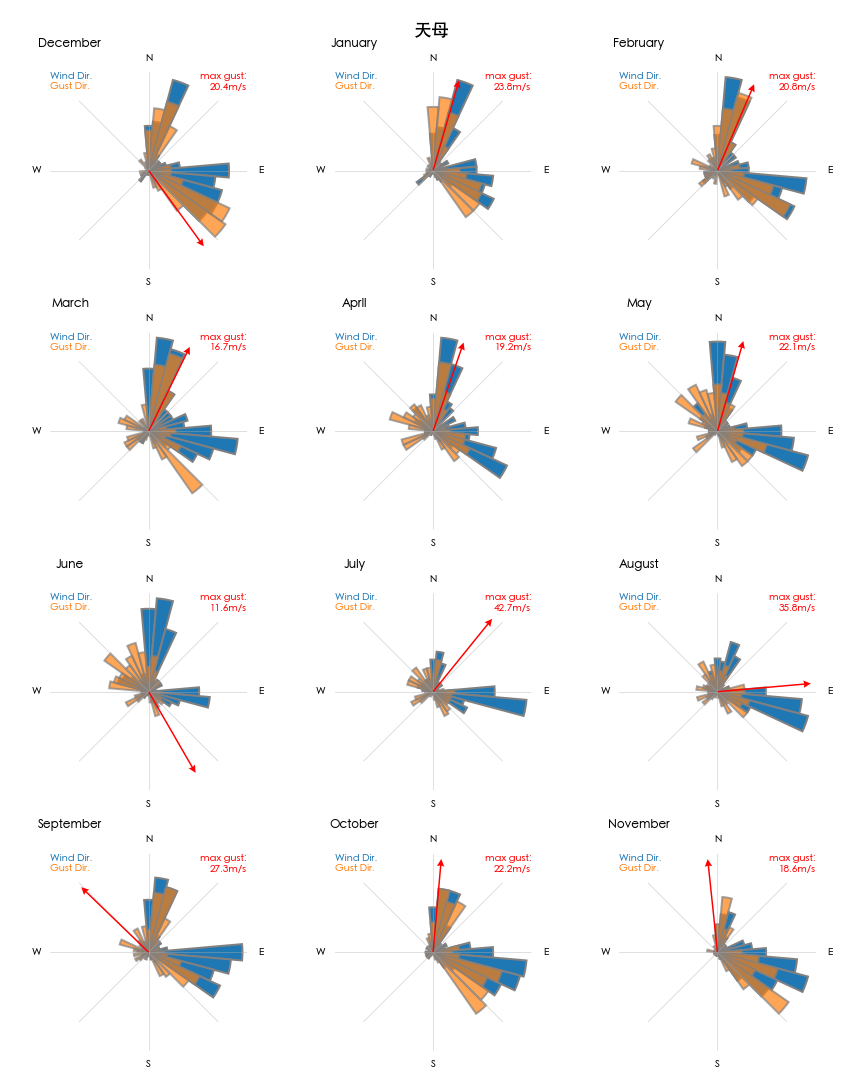 天母
December
January
February
N
N
N
Wind Dir.
Gust Dir.
max gust:
20.4m/s
Wind Dir.
Gust Dir.
max gust:
23.8m/s
Wind Dir.
Gust Dir.
max gust:
20.8m/s
W
E
W
E
W
E
S
S
S
March
April
May
N
N
N
Wind Dir.
Gust Dir.
max gust:
16.7m/s
Wind Dir.
Gust Dir.
max gust:
19.2m/s
Wind Dir.
Gust Dir.
max gust:
22.1m/s
W
E
W
E
W
E
S
S
S
June
July
August
N
N
N
Wind Dir.
Gust Dir.
max gust:
11.6m/s
Wind Dir.
Gust Dir.
max gust:
42.7m/s
Wind Dir.
Gust Dir.
max gust:
35.8m/s
W
E
W
E
W
E
S
S
S
September
October
November
N
N
N
Wind Dir.
Gust Dir.
max gust:
27.3m/s
Wind Dir.
Gust Dir.
max gust:
22.2m/s
Wind Dir.
Gust Dir.
max gust:
18.6m/s
W
E
W
E
W
E
S
S
S